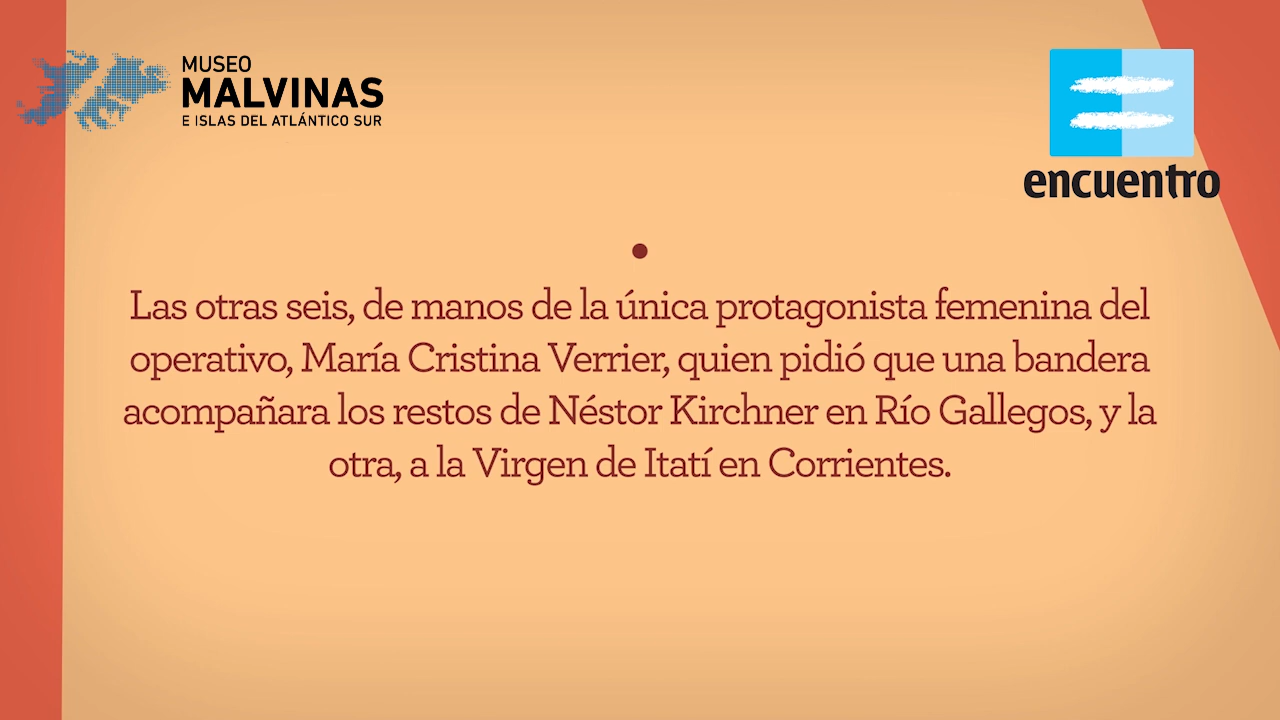 MUSEO
MALVINAS
E ISLAS DEL ATLÁNTICO SUR
encuentro
Las otras seis, de manos de la única protagonista femenina del
operativo, María Cristina Verrier, quien pidió que una bandera
acompañara los restos de Néstor Kirchner en Río Gallegos, y la
otra, a la Virgen de Itatí en Corrientes.